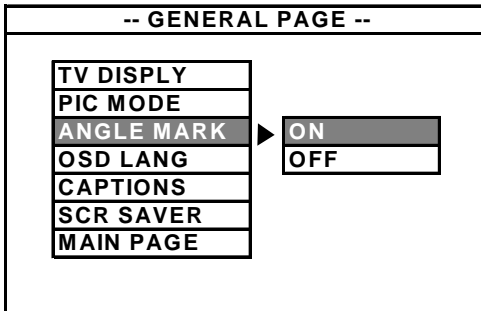 -- GENERAL PAGE --
TV DISPLY
PIC MODE
ANGLE MARK
ON
OSD LANG
OFF
CAPTIONS
SCR SAVER
MAIN PAGE